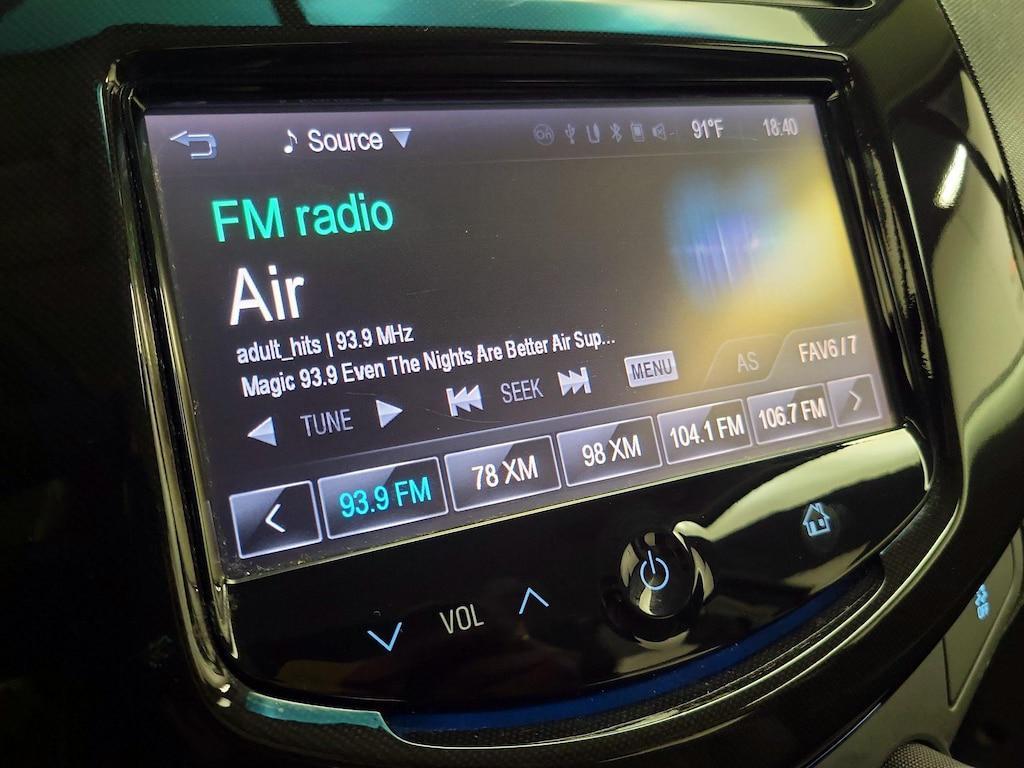 Source 91°F 18:40
FM radio
Air
adult_hits | 93.9 MHz
Magic 93.9 Even The Nights Are Better Air Sup...
TUNE SEEK MENU AS FAV6 / 7
93.9 FM 78 XM 98 XM 104.1 FM 106.7 FM
VOL